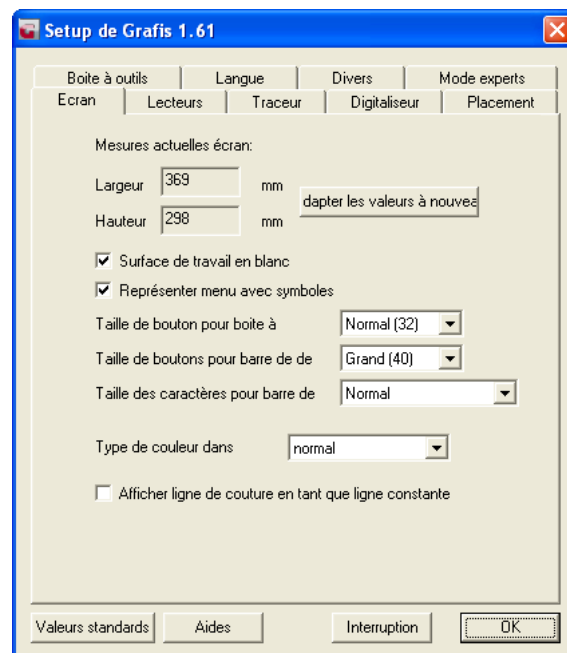 Setup de Grafis 1.61
Boite à outils Langue Divers Mode experts
Ecran Lecteurs Traceur Digitaliseur Placement
Mesures actuelles écran:
Largeur 369 mm
dapter les valeurs à nouvea
Hauteur 298 mm
Surface de travail en blanc
Représenter menu avec symboles
Taille de bouton pour boite à Normal (32)
Taille de boutons pour barre de de Grand (40)
Taille des caractères pour barre de Normal
Type de couleur dans normal
Afficher ligne de couture en tant que ligne constante
Valeurs standards Aides Interruption OK